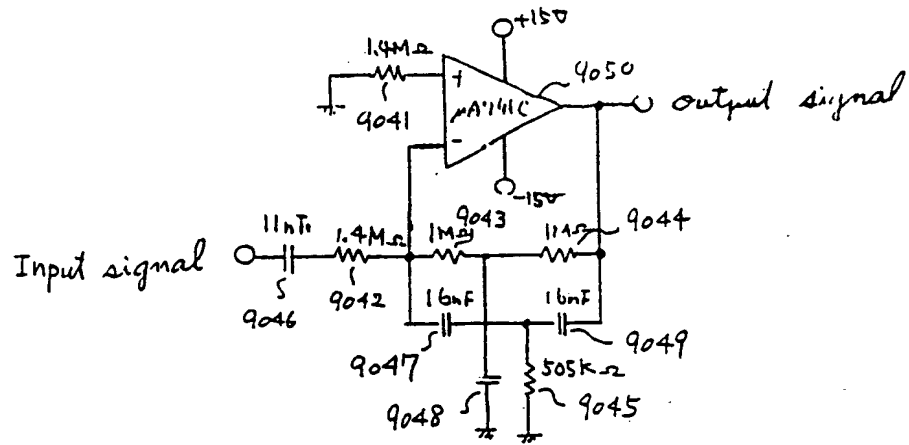 +15V
1.4MΩ
9041
+
-
μA741C
9050
output signal
-15V
9043
9044
Input signal
11nF
9046
1.4MΩ
9042
1MΩ
1MΩ
16nF
9047
16nF
9049
9048
505KΩ
9045